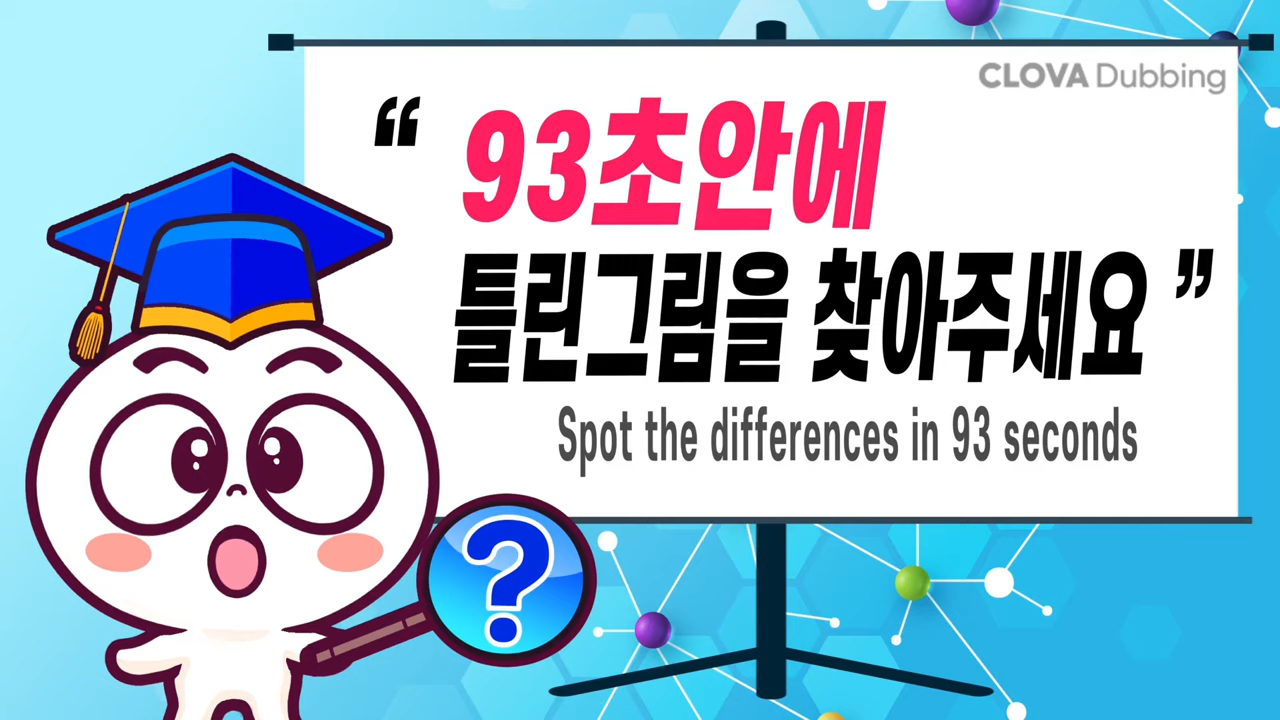 CLOVA Dubbing
“ 93초안에
틀린그림을 찾아주세요 ”
Spot the differences in 93 seconds
?